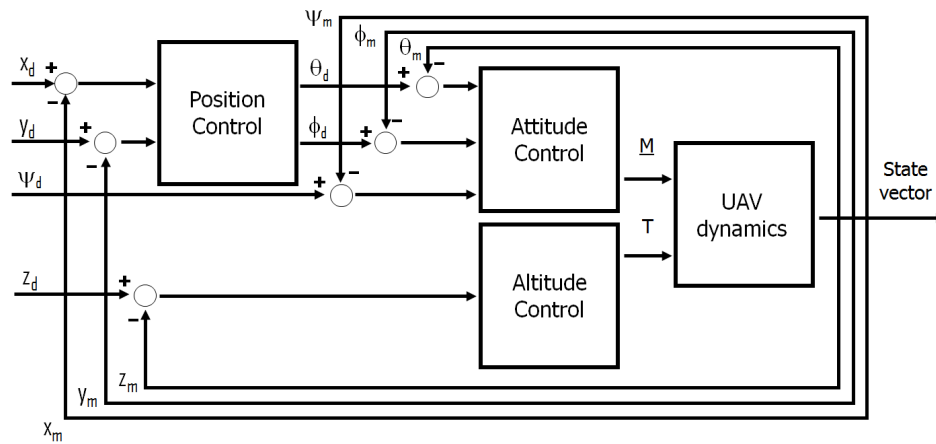 Ψm
ϕm
θm
xd
+
-
yd
+
-
Ψd
Position
Control
θd
ϕd
+
-
+
-
+
-
Attitude
Control
M
T
UAV
dynamics
State
vector
zd
+
-
Altitude
Control
zm
ym
xm